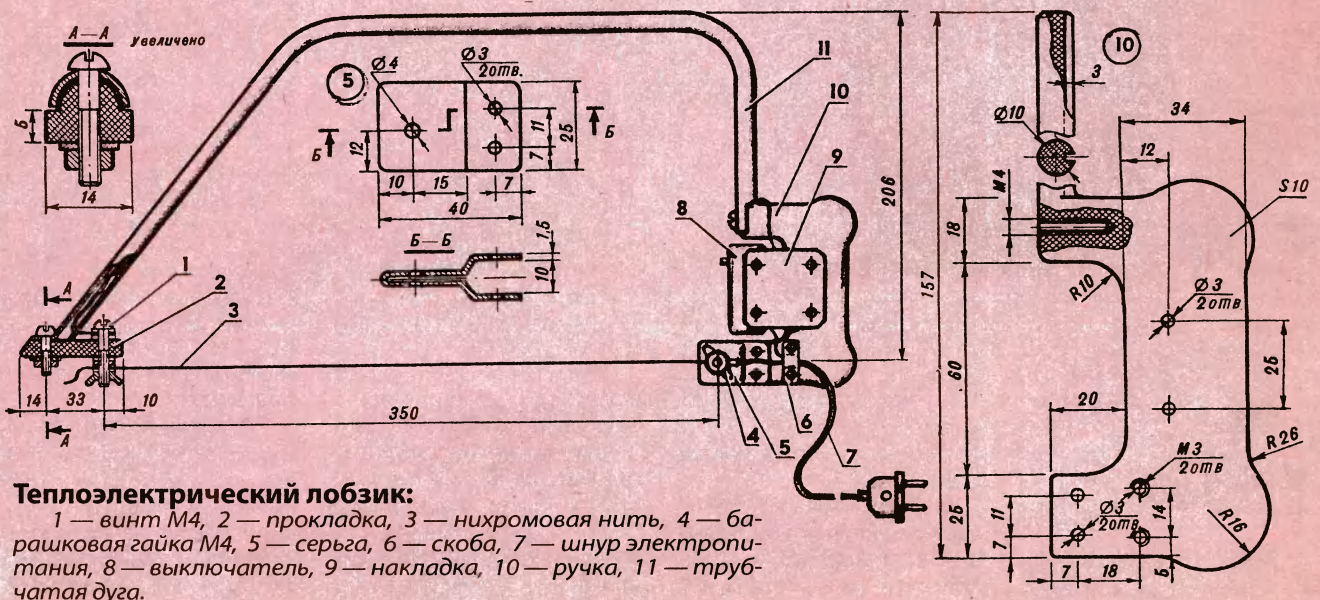 А—А
Увеличено
Б
14
5
Ø4
Ø3
2отв.
Б
Б
12
11
25
7
10
15
7
40
Б—Б
1,5
10
11
10
9
8
206
157
1
2
3
А
А
14
33
10
350
4
5
6
7
10
3
Ø10
34
12
S10
М4
18
R10
Ø3
2отв
60
25
20
R26
М3
2отв
Ø3
2отв
14
R16
25
11
7
7
18
Б
Теплоэлектрический лобзик:
1 — винт М4, 2 — прокладка, 3 — нихромовая нить, 4 — ба-
рашковая гайка М4, 5 — серьга, 6 — скоба, 7 — шнур электропи-
тания, 8 — выключатель, 9 — накладка, 10 — ручка, 11 — труб-
чатая дуга.